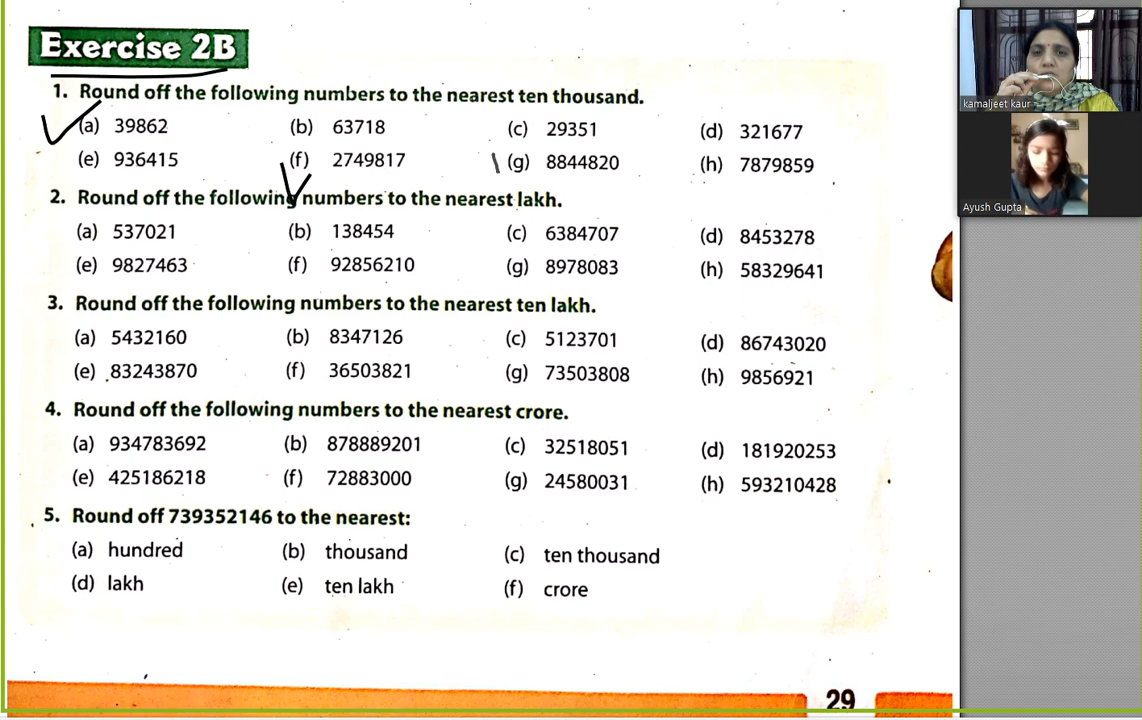 Exercise 2B
1. Round off the following numbers to the nearest ten thousand.
(a) 39862 (b) 63718 (c) 29351 (d) 321677
(e) 936415 (f) 2749817 (g) 8844820 (h) 7879859
2. Round off the following numbers to the nearest lakh.
(a) 537021 (b) 138454 (c) 6384707 (d) 8453278
(e) 9827463 (f) 92856210 (g) 8978083 (h) 58329641
3. Round off the following numbers to the nearest ten lakh.
(a) 5432160 (b) 8347126 (c) 5123701 (d) 86743020
(e) 83243870 (f) 36503821 (g) 73503808 (h) 9856921
4. Round off the following numbers to the nearest crore.
(a) 934783692 (b) 878889201 (c) 32518051 (d) 181920253
(e) 425186218 (f) 72883000 (g) 24580031 (h) 593210428
5. Round off 739352146 to the nearest:
(a) hundred (b) thousand (c) ten thousand
(d) lakh (e) ten lakh (f) crore
29
kamaljeet kaur
Ayush Gupta